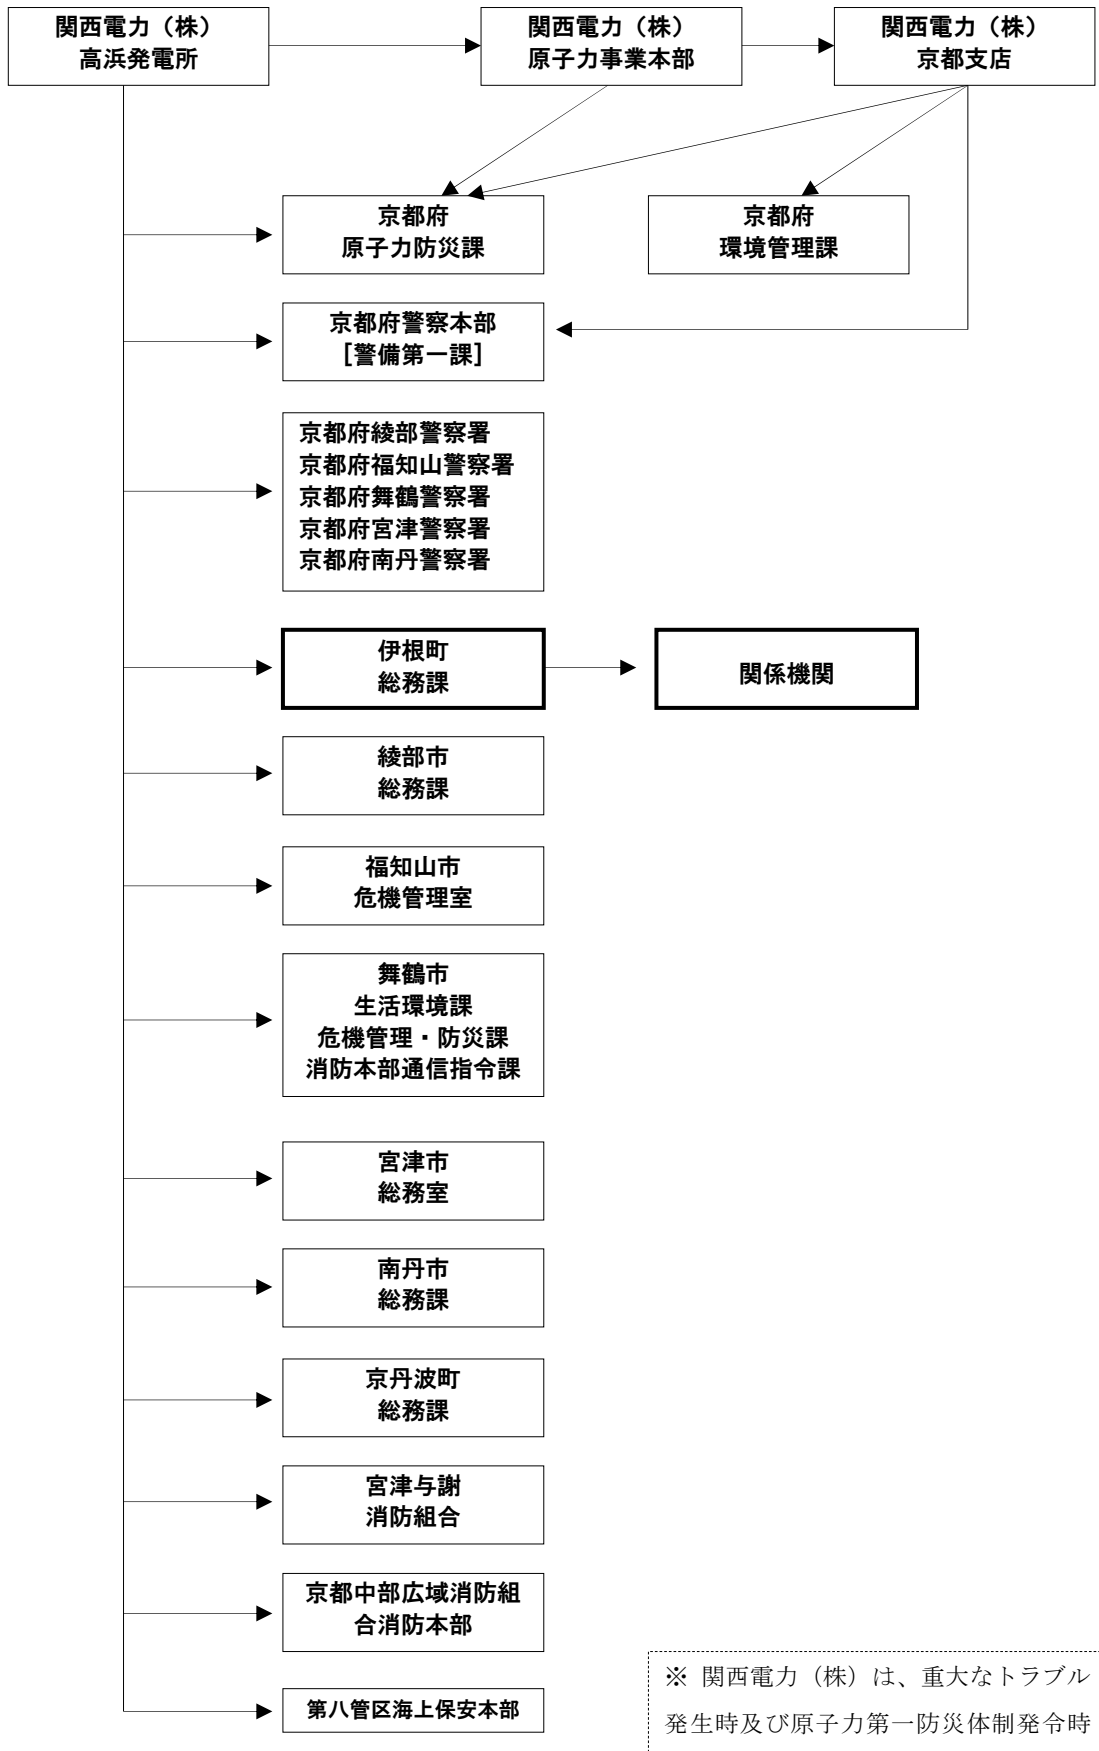 関西電力（株）
高浜発電所
関西電力（株）
原子力事業本部
関西電力（株）
京都支店
京都府
原子力防災課
京都府
環境管理課
京都府警察本部
［警備第一課］
京都府綾部警察署
京都府福知山警察署
京都府舞鶴警察署
京都府宮津警察署
京都府南丹警察署
伊根町
総務課
関係機関
綾部市
総務課
福知山市
危機管理室
舞鶴市
生活環境課
危機管理・防災課
消防本部通信指令課
宮津市
総務室
南丹市
総務課
京丹波町
総務課
宮津与謝
消防組合
京都中部広域消防組
合消防本部
第八管区海上保安本部
※ 関西電力（株）は、重大なトラブル
発生時及び原子力第一防災体制発令時